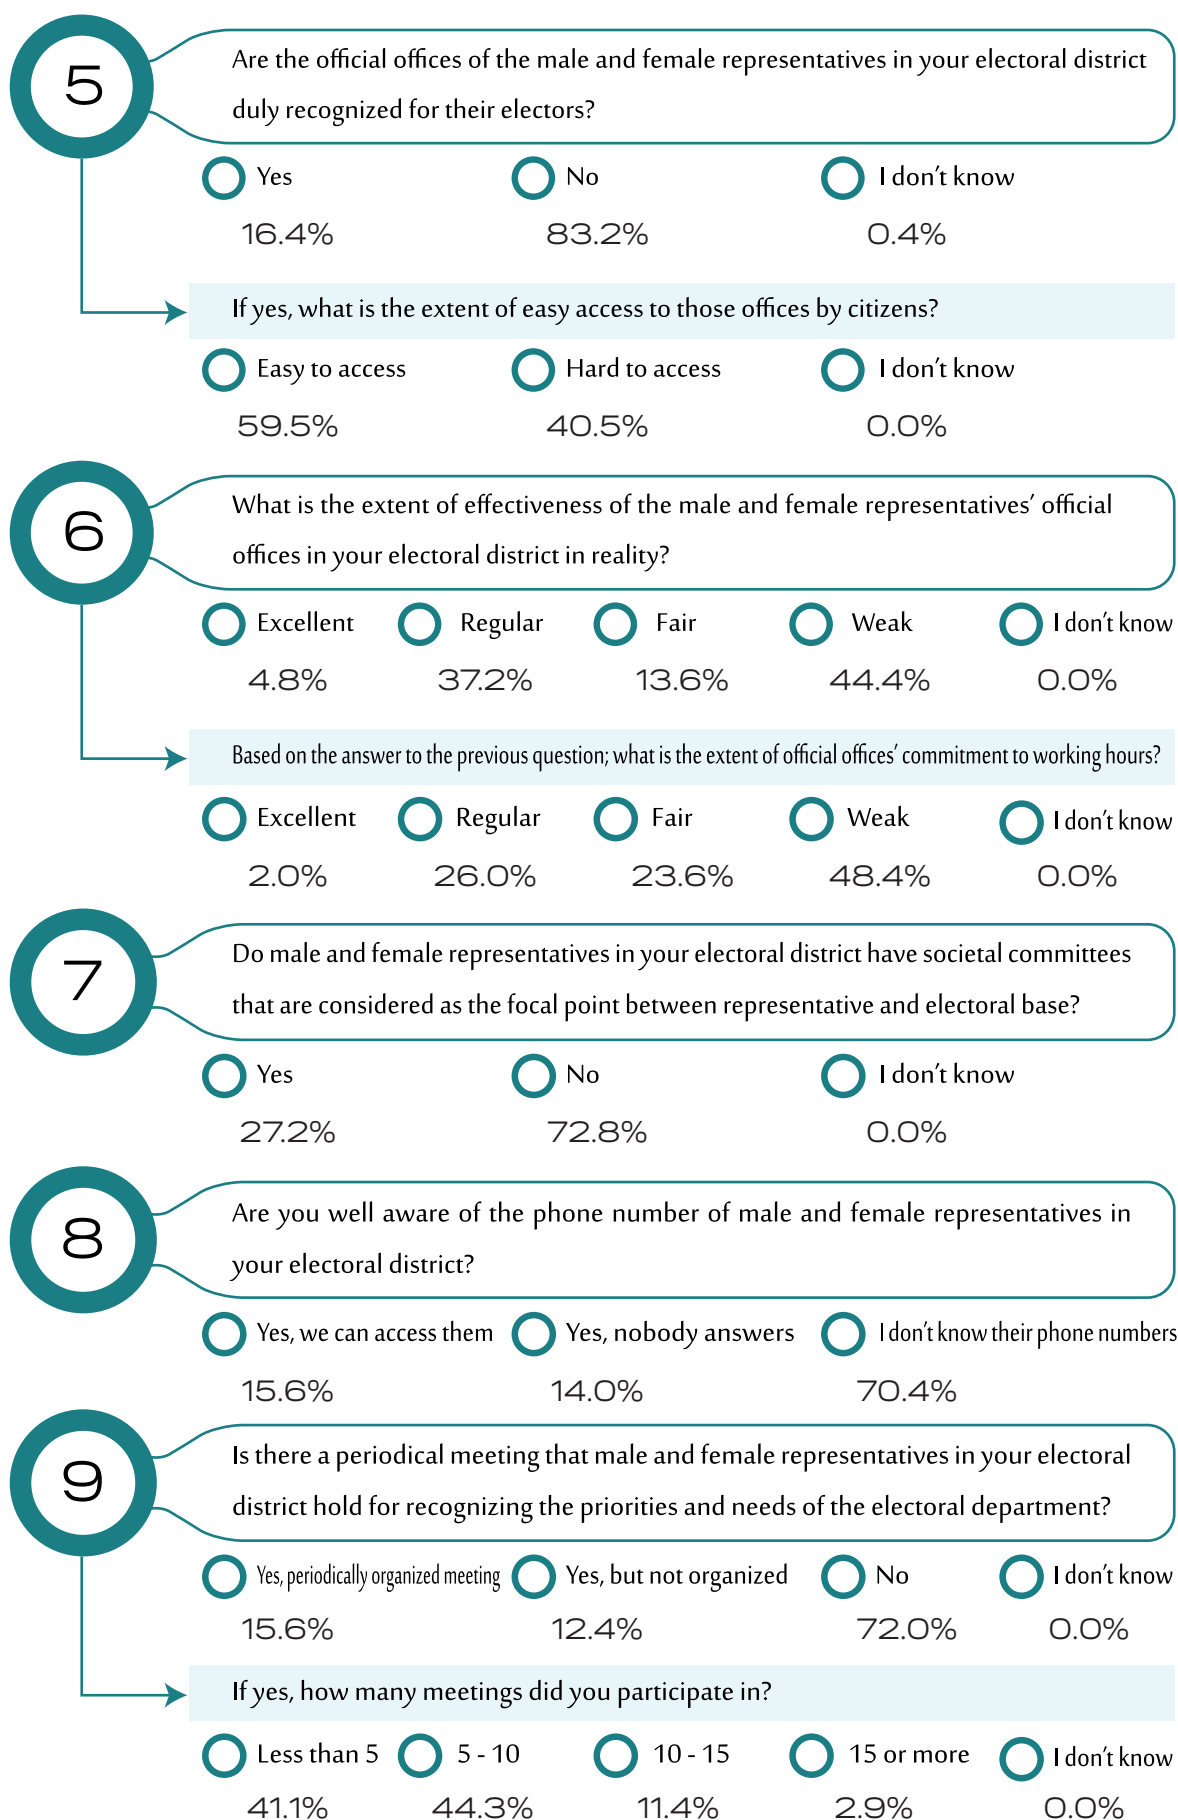 5
Are the official offices of the male and female representatives in your electoral district
duly recognized for their electors?
Yes No I don't know
16.4% 83.2% 0.4%
If yes, what is the extent of easy access to those offices by citizens?
Easy to access Hard to access I don't know
59.5% 40.5% 0.0%
6
What is the extent of effectiveness of the male and female representatives' official
offices in your electoral district in reality?
Excellent Regular Fair Weak I don't know
4.8% 37.2% 13.6% 44.4% 0.0%
Based on the answer to the previous question; what is the extent of official offices' commitment to working hours?
Excellent Regular Fair Weak I don't know
2.0% 26.0% 23.6% 48.4% 0.0%
7
Do male and female representatives in your electoral district have societal committees
that are considered as the focal point between representative and electoral base?
Yes No I don't know
27.2% 72.8% 0.0%
8
Are you well aware of the phone number of male and female representatives in
your electoral district?
Yes, we can access them Yes, nobody answers I don't know their phone numbers
15.6% 14.0% 70.4%
9
Is there a periodical meeting that male and female representatives in your electoral
district hold for recognizing the priorities and needs of the electoral department?
Yes, periodically organized meeting Yes, but not organized No I don't know
15.6% 12.4% 72.0% 0.0%
If yes, how many meetings did you participate in?
Less than 5 5 - 10 10 - 15 15 or more I don't know
41.1% 44.3% 11.4% 2.9% 0.0%